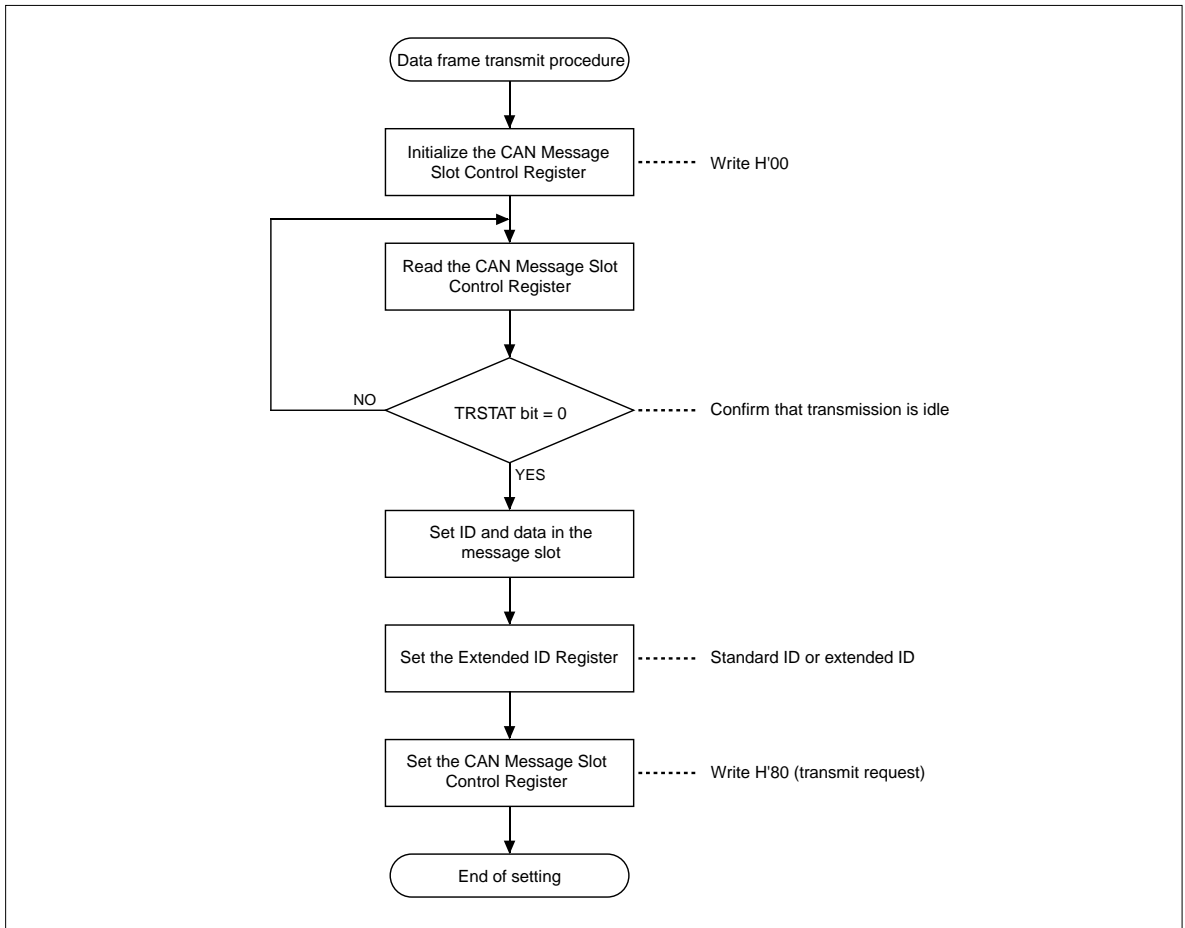 Data frame transmit procedure
Initialize the CAN Message
Slot Control Register
Write H'00
Read the CAN Message Slot
Control Register
NO
TRSTAT bit = 0
Confirm that transmission is idle
YES
Set ID and data in the
message slot
Set the Extended ID Register
Standard ID or extended ID
Set the CAN Message Slot
Control Register
Write H'80 (transmit request)
End of setting